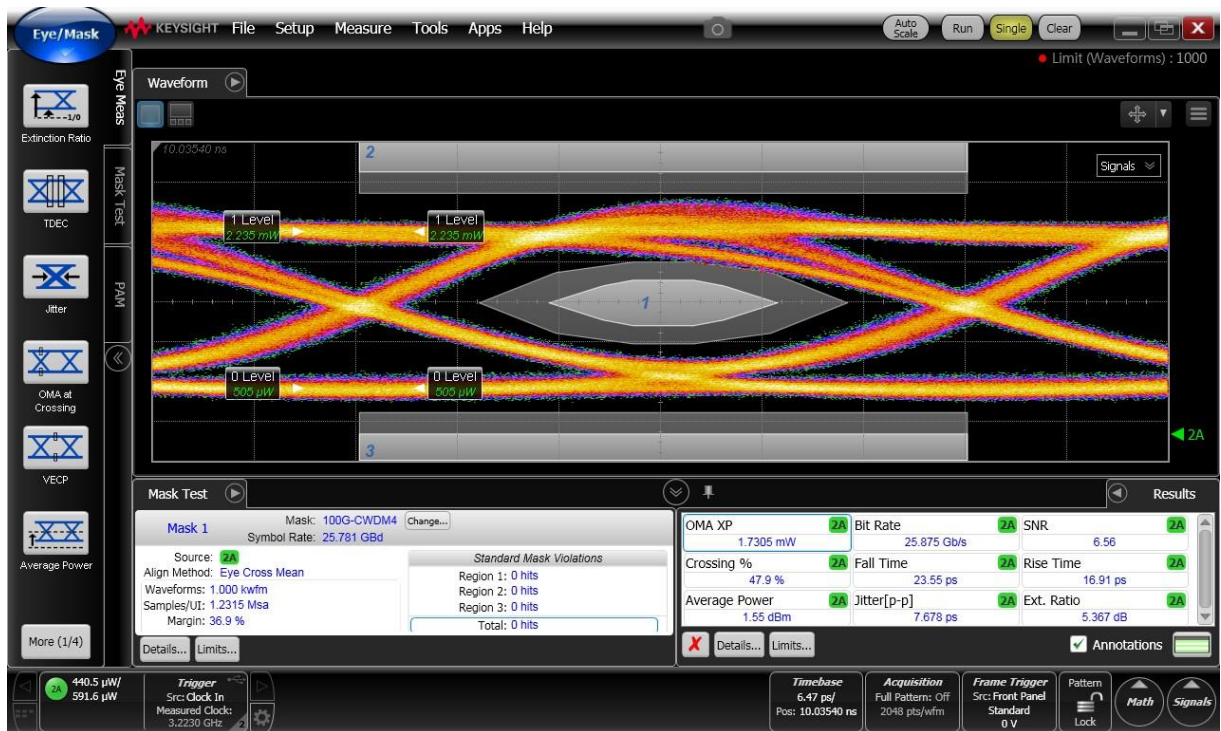 Eye/Mask
KEYSIGHT File Setup Measure Tools Apps Help
Auto Scale
Run
Single
Clear
X
Limit (Waveforms) : 1000
Eye Meas
Mask Test
PAM
1/0
Extinction Ratio
TDEC
Jitter
OMA at
Crossing
VECP
Average Power
More (1/4)
Waveform
10.03540 ns
2
Signals
1 Level
2.235 mW
1 Level
2.235 mW
1
0 Level
505 µW
0 Level
505 µW
3
2A
Mask Test
Mask 1
Mask: 100G-CWDM4 Change...
Symbol Rate: 25.781 GBd
Source: 2A
Align Method: Eye Cross Mean
Waveforms: 1.000 kwfm
Samples/UI: 1.2315 Msa
Margin: 36.9 %
Standard Mask Violations
Region 1: 0 hits
Region 2: 0 hits
Region 3: 0 hits
Total: 0 hits
Details... Limits...
Results
OMA XP 2A Bit Rate 2A SNR 2A
1.7305 mW 25.875 Gb/s 6.56
Crossing % 2A Fall Time 2A Rise Time 2A
47.9 % 23.55 ps 16.91 ps
Average Power 2A Jitter[p-p] 2A Ext. Ratio 2A
1.55 dBm 7.678 ps 5.367 dB
Details... Limits... Annotations
2A
440.5 µW/
591.6 µW
Trigger
Src: Clock In
Measured Clock:
3.2230 GHz
2
Timebase
6.47 ps/
Pos: 10.03540 ns
Acquisition
Full Pattern: Off
2048 pts/wfm
Frame Trigger
Src: Front Panel
Standard
0 V
Pattern
Lock
Math
Signals